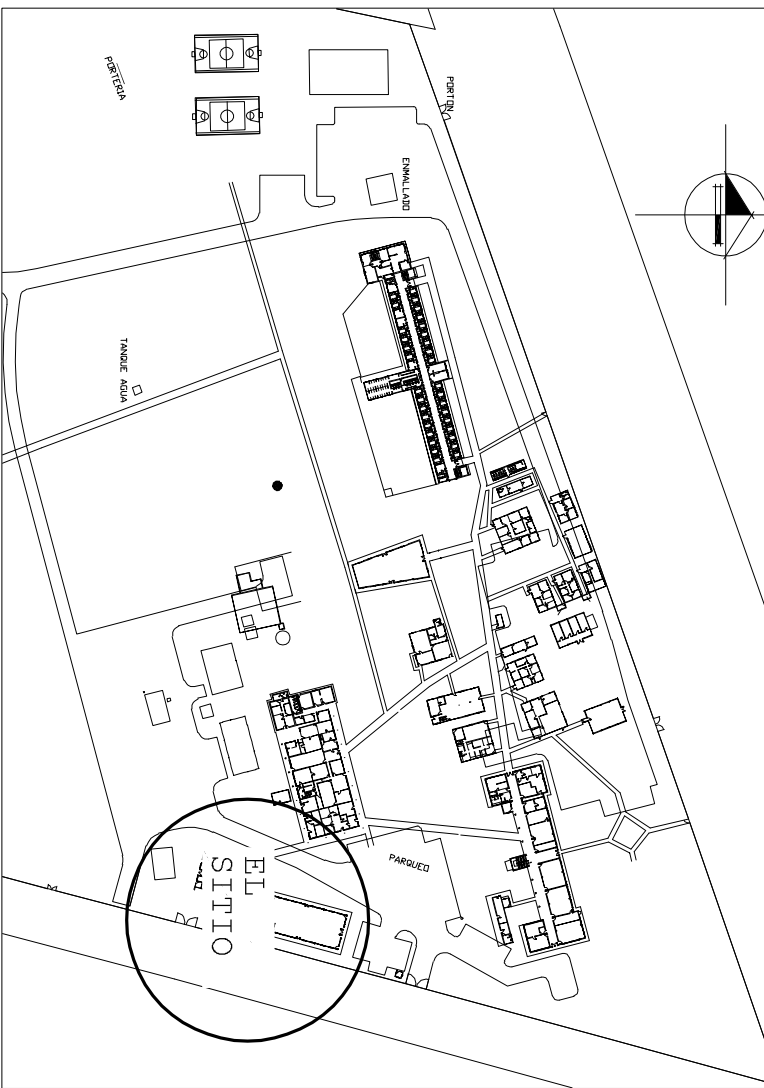 PORTERIA
PORTON
ENMALLADO
TANQUE AGUA
PARQUEO
EL
SITIO